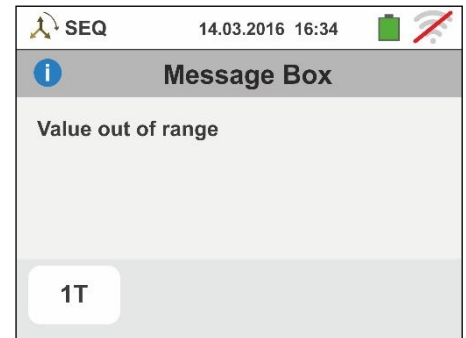 SEQ 14.03.2016 16:34
i Message Box
Value out of range
1T